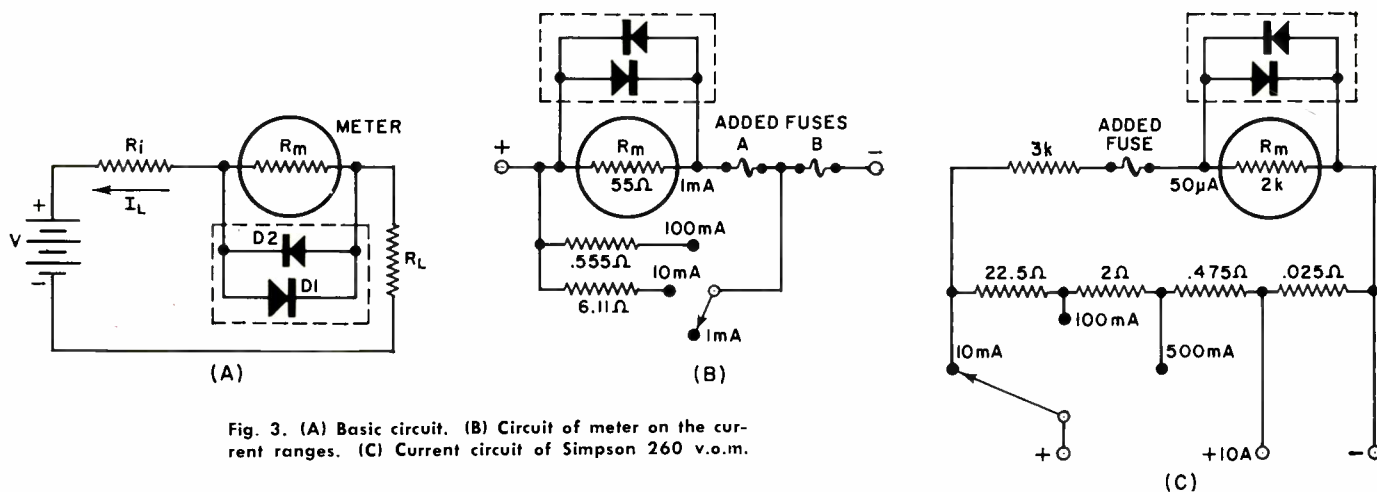 Ri
IL
V
+
-
METER
Rm
D2
D1
RL
(A)
+
Rm
55Ω
1mA
ADDED FUSES
A
B
-
100mA
.555Ω
10mA
6.11Ω
1mA
(B)
3k
ADDED
FUSE
50µA
Rm
2k
22.5Ω
2Ω
.475Ω
.025Ω
100mA
10mA
500mA
+
+10A
-
(C)
Fig. 3. (A) Basic circuit. (B) Circuit of meter on the cur-
rent ranges. (C) Current circuit of Simpson 260 v.o.m.